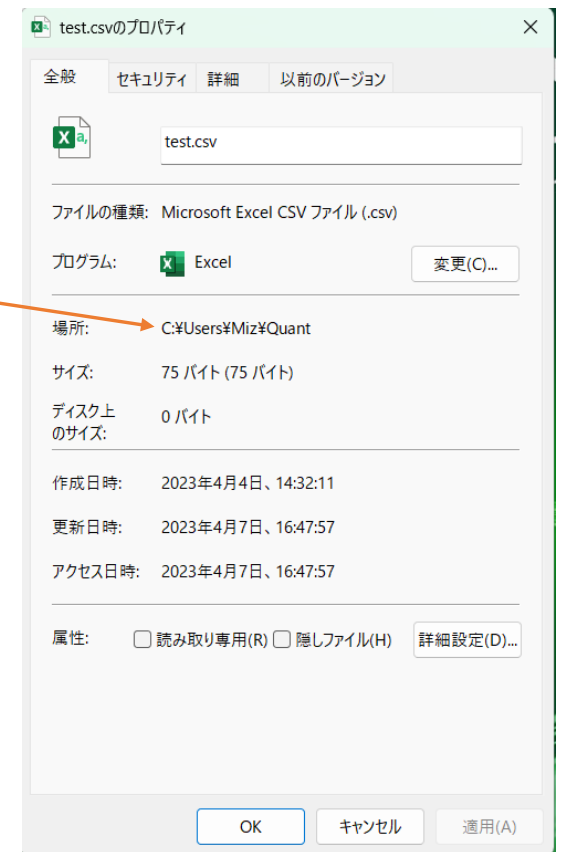 test.csvのプロパティ
全般 セキュリティ 詳細 以前のバージョン
X a,
test.csv
ファイルの種類: Microsoft Excel CSV ファイル (.csv)
プログラム: Excel 変更(C)...
場所: C:¥Users¥Miz¥Quant
サイズ: 75 バイト (75 バイト)
ディスク上
のサイズ: 0 バイト
作成日時: 2023年4月4日、14:32:11
更新日時: 2023年4月7日、16:47:57
アクセス日時: 2023年4月7日、16:47:57
属性: 読み取り専用(R) 隠しファイル(H) 詳細設定(D)...
OK キャンセル 適用(A)